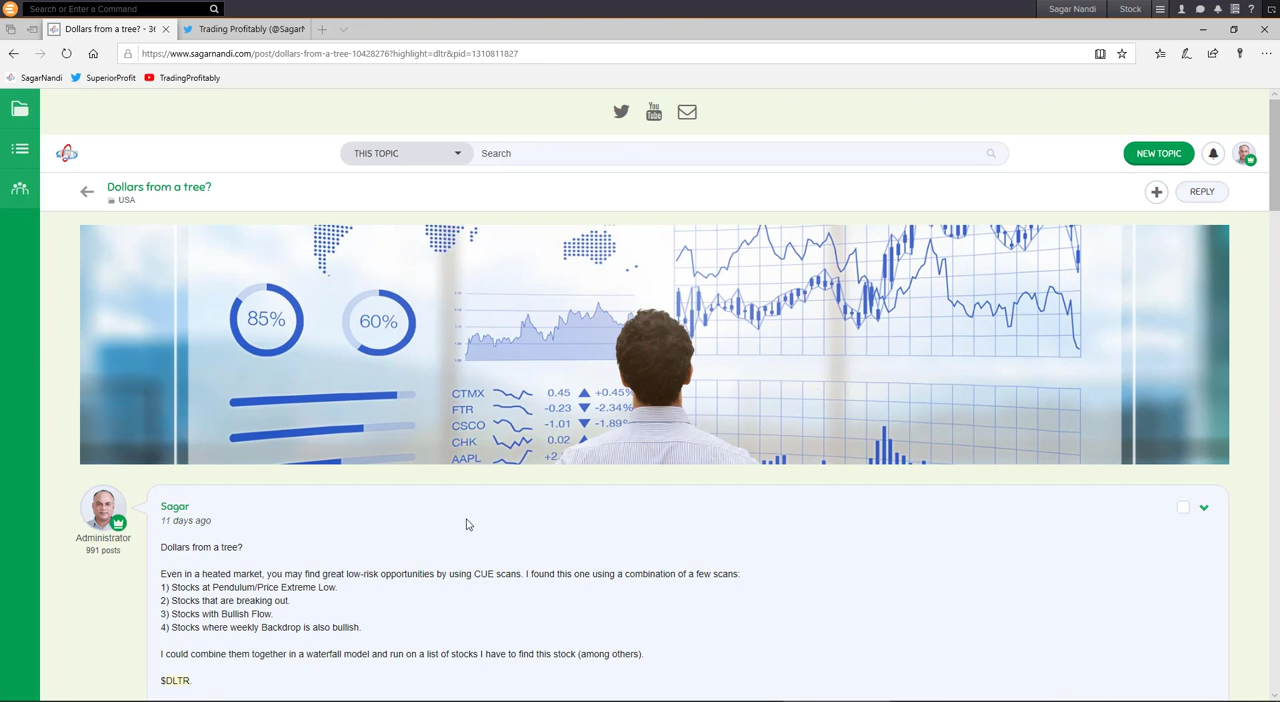 Search or Enter a Command
Sagar Nandi
Stock
Dollars from a tree? - 3
Trading Profitably (@Sagar
https://www.sagarnandi.com/post/dollars-from-a-tree-10428276?highlight=dltr&pid=1310811827
SagarNandi
SuperiorProfit
TradingProfitably
You
Tube
THIS TOPIC
Search
NEW TOPIC
Dollars from a tree?
USA
REPLY
85%
60%
CTMX 0.45 ▲ +0.45%
FTR -0.23 ▼ -2.34%
CSCO -1.01 ▼ -1.89%
CHK 0.02 ▲
AAPL +2
Sagar
11 days ago
Administrator
991 posts
Dollars from a tree?
Even in a heated market, you may find great low-risk opportunities by using CUE scans. I found this one using a combination of a few scans:
1) Stocks at Pendulum/Price Extreme Low.
2) Stocks that are breaking out.
3) Stocks with Bullish Flow.
4) Stocks where weekly Backdrop is also bullish.
I could combine them together in a waterfall model and run on a list of stocks I have to find this stock (among others).
$DLTR.